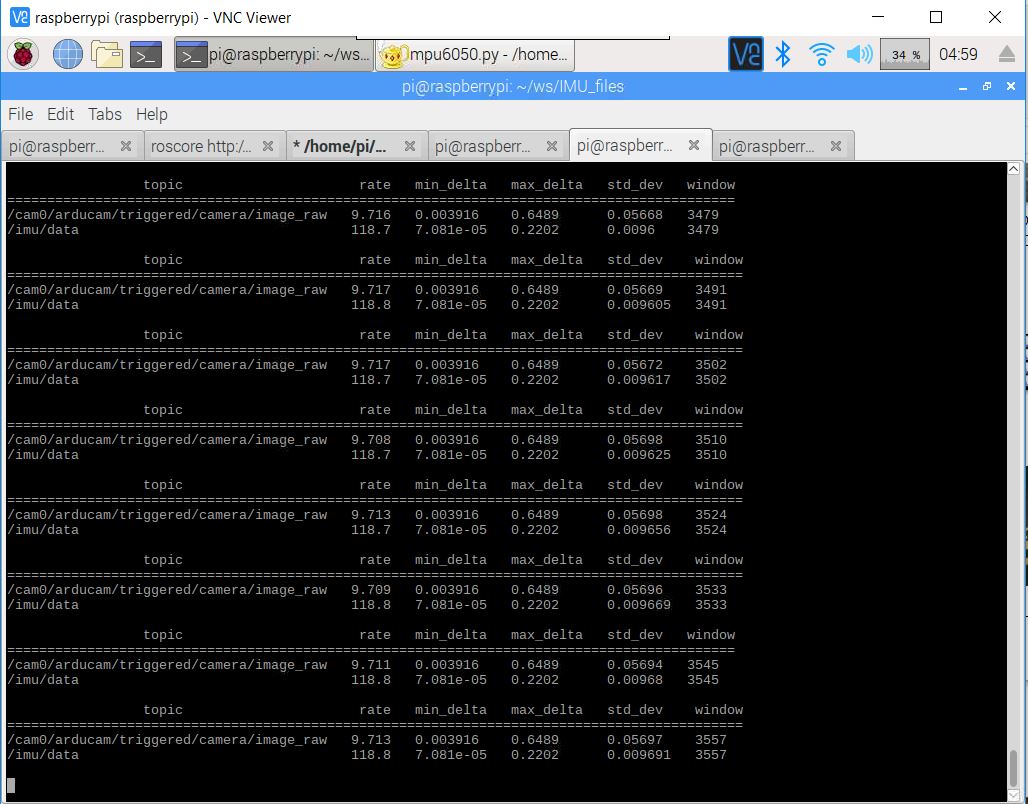 raspberrypi (raspberrypi) - VNC Viewer
pi@raspberrypi: ~/ws... mpu6050.py - /home... 34 % 04:59
pi@raspberrypi: ~/ws/IMU_files
File Edit Tabs Help
pi@raspberr... roscore http:/... * /home/pi/... pi@raspberr... pi@raspberr... pi@raspberr...
topic rate min_delta max_delta std_dev window
============================================================================================
/cam0/arducam/triggered/camera/image_raw 9.716 0.003916 0.6489 0.05668 3479
/imu/data 118.7 7.081e-05 0.2202 0.0096 3479
topic rate min_delta max_delta std_dev window
============================================================================================
/cam0/arducam/triggered/camera/image_raw 9.717 0.003916 0.6489 0.05669 3491
/imu/data 118.8 7.081e-05 0.2202 0.009605 3491
topic rate min_delta max_delta std_dev window
============================================================================================
/cam0/arducam/triggered/camera/image_raw 9.717 0.003916 0.6489 0.05672 3502
/imu/data 118.7 7.081e-05 0.2202 0.009617 3502
topic rate min_delta max_delta std_dev window
============================================================================================
/cam0/arducam/triggered/camera/image_raw 9.708 0.003916 0.6489 0.05698 3510
/imu/data 118.7 7.081e-05 0.2202 0.009625 3510
topic rate min_delta max_delta std_dev window
============================================================================================
/cam0/arducam/triggered/camera/image_raw 9.713 0.003916 0.6489 0.05698 3524
/imu/data 118.7 7.081e-05 0.2202 0.009656 3524
topic rate min_delta max_delta std_dev window
============================================================================================
/cam0/arducam/triggered/camera/image_raw 9.709 0.003916 0.6489 0.05696 3533
/imu/data 118.8 7.081e-05 0.2202 0.009669 3533
topic rate min_delta max_delta std_dev window
============================================================================================
/cam0/arducam/triggered/camera/image_raw 9.711 0.003916 0.6489 0.05694 3545
/imu/data 118.8 7.081e-05 0.2202 0.00968 3545
topic rate min_delta max_delta std_dev window
============================================================================================
/cam0/arducam/triggered/camera/image_raw 9.713 0.003916 0.6489 0.05697 3557
/imu/data 118.8 7.081e-05 0.2202 0.009691 3557